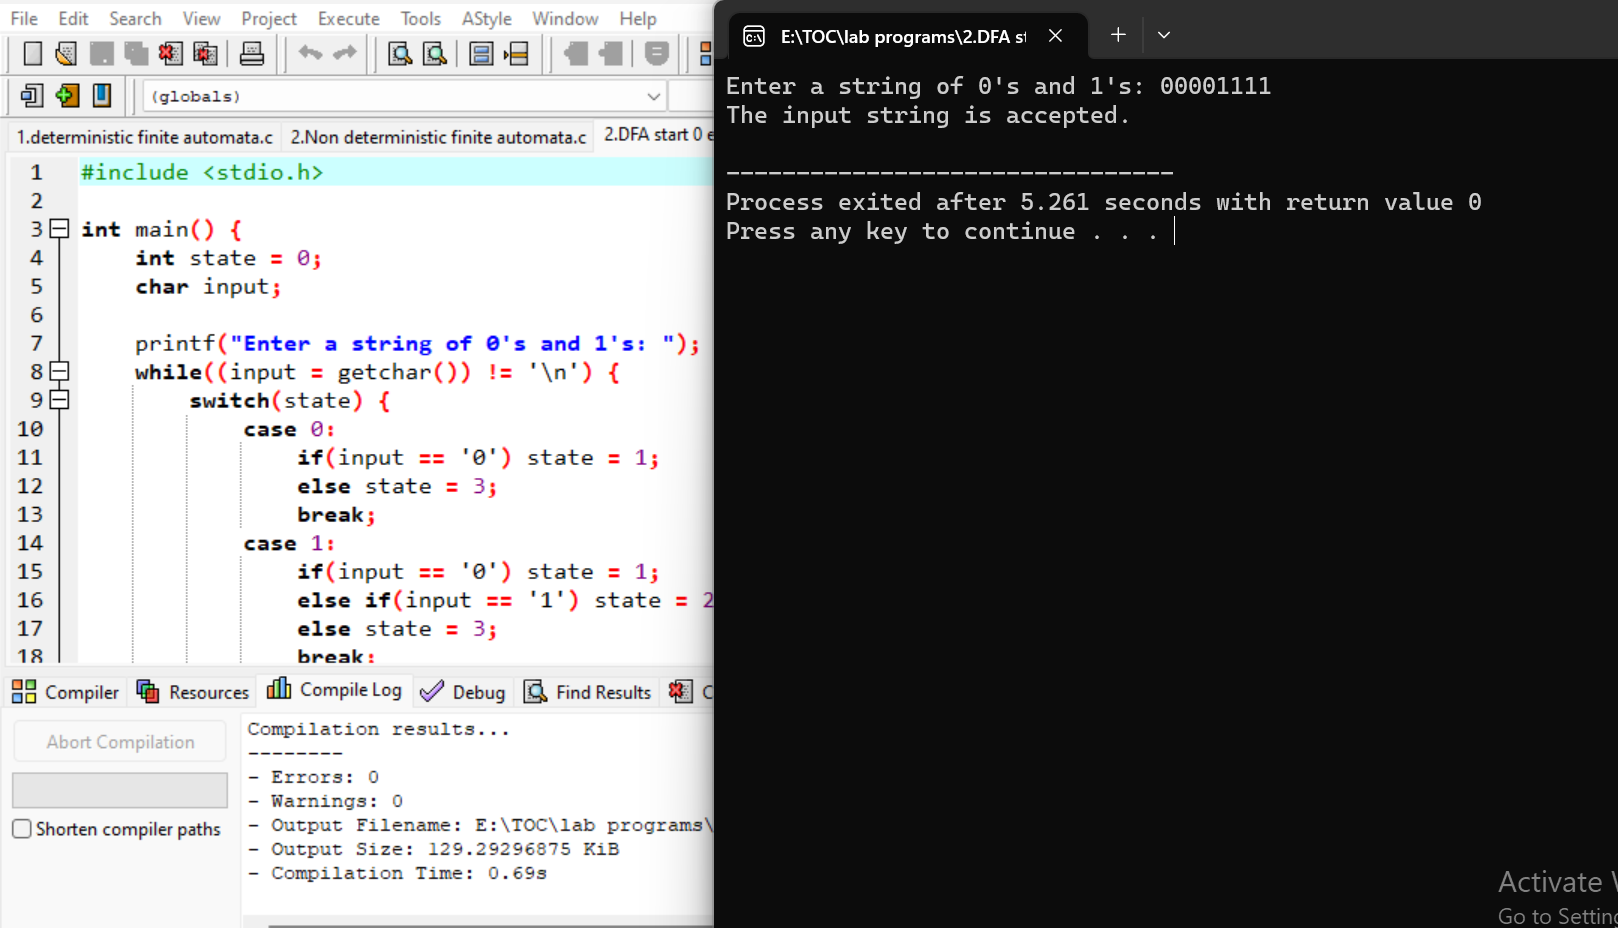 File Edit Search View Project Execute Tools AStyle Window Help
(globals)
1.deterministic finite automata.c 2.Non deterministic finite automata.c 2.DFA start 0 e
1 #include <stdio.h>
2
3 int main() {
4 int state = 0;
5 char input;
6
7 printf("Enter a string of 0's and 1's: ");
8 while((input = getchar()) != '\n') {
9 switch(state) {
10 case 0:
11 if(input == '0') state = 1;
12 else state = 3;
13 break;
14 case 1:
15 if(input == '0') state = 1;
16 else if(input == '1') state = 2
17 else state = 3;
18 break;
Compiler Resources Compile Log Debug Find Results C
Abort Compilation
Shorten compiler paths
Compilation results...
--------
- Errors: 0
- Warnings: 0
- Output Filename: E:\TOC\lab programs\
- Output Size: 129.29296875 KiB
- Compilation Time: 0.69s
E:\TOC\lab programs\2.DFA st
Enter a string of 0's and 1's: 00001111
The input string is accepted.
--------------------------------
Process exited after 5.261 seconds with return value 0
Press any key to continue . . .
Activate
Go to Setting